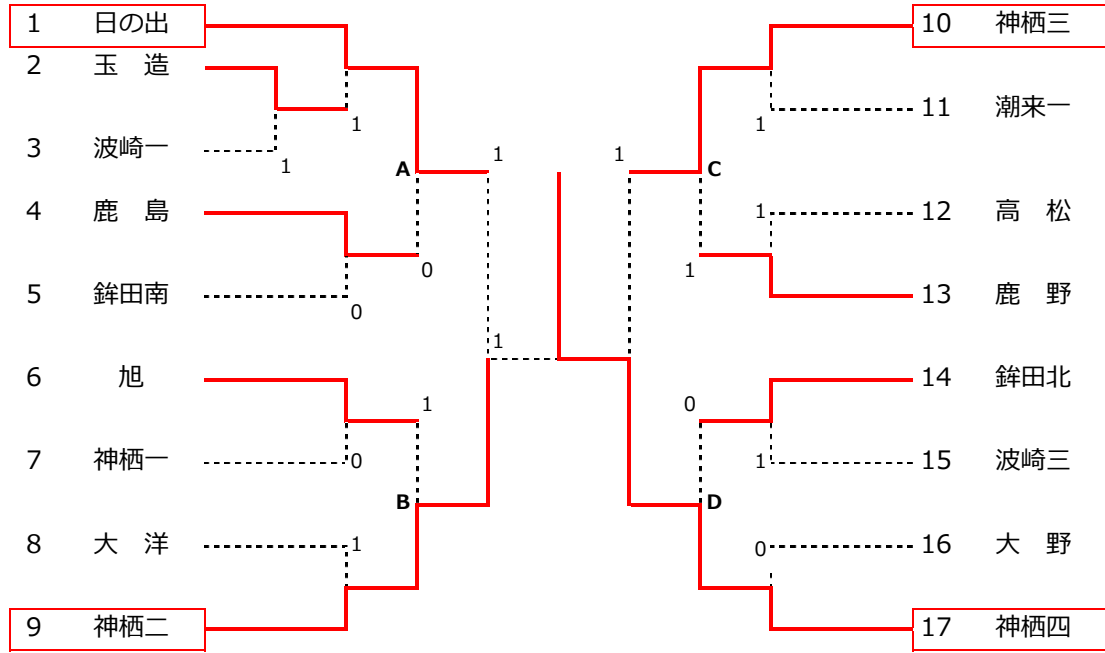 1 日の出
2 玉　造
1
3 波崎一
1
A
1
4 鹿　島
0
5 鉾田南
0
1
6 旭
1
7 神栖一
0
B
8 大　洋
1
9 神栖二
10 神栖三
11 潮来一
1
1
C
12 高　松
1
1
13 鹿　野
14 鉾田北
0
15 波崎三
1
D
16 大　野
0
17 神栖四